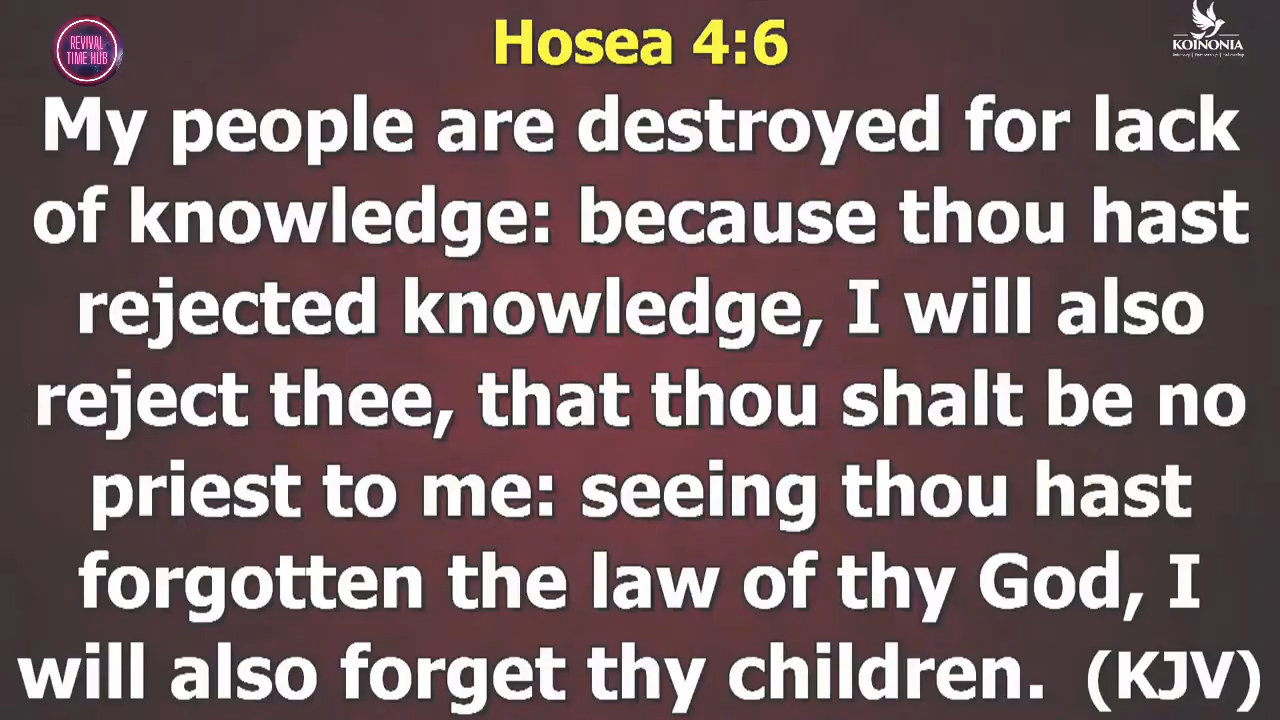 REVIVAL
TIME HUB
Hosea 4:6
KOINONIA
My people are destroyed for lack
of knowledge: because thou hast
rejected knowledge, I will also
reject thee, that thou shalt be no
priest to me: seeing thou hast
forgotten the law of thy God, I
will also forget thy children. (KJV)